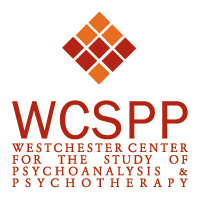 WCSPP
WESTCHESTER CENTER
FOR THE STUDY OF
PSYCHOANALYSIS &
PSYCHOTHERAPY